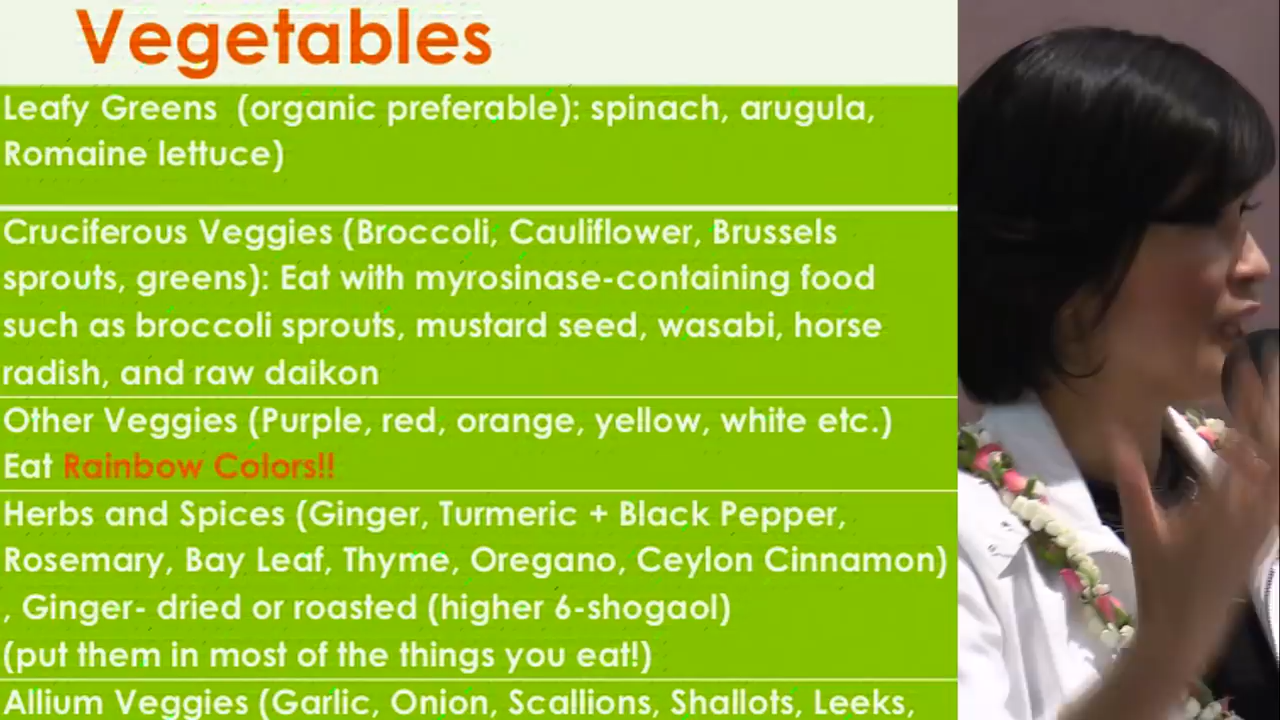 Vegetables
Leafy Greens (organic preferable): spinach, arugula,
Romaine lettuce)
Cruciferous Veggies (Broccoli, Cauliflower, Brussels
sprouts, greens): Eat with myrosinase-containing food
such as broccoli sprouts, mustard seed, wasabi, horse
radish, and raw daikon
Other Veggies (Purple, red, orange, yellow, white etc.)
Eat Rainbow Colors!!
Herbs and Spices (Ginger, Turmeric + Black Pepper,
Rosemary, Bay Leaf, Thyme, Oregano, Ceylon Cinnamon)
, Ginger- dried or roasted (higher 6-shogaol)
(put them in most of the things you eat!)
Allium Veggies (Garlic, Onion, Scallions, Shallots, Leeks,